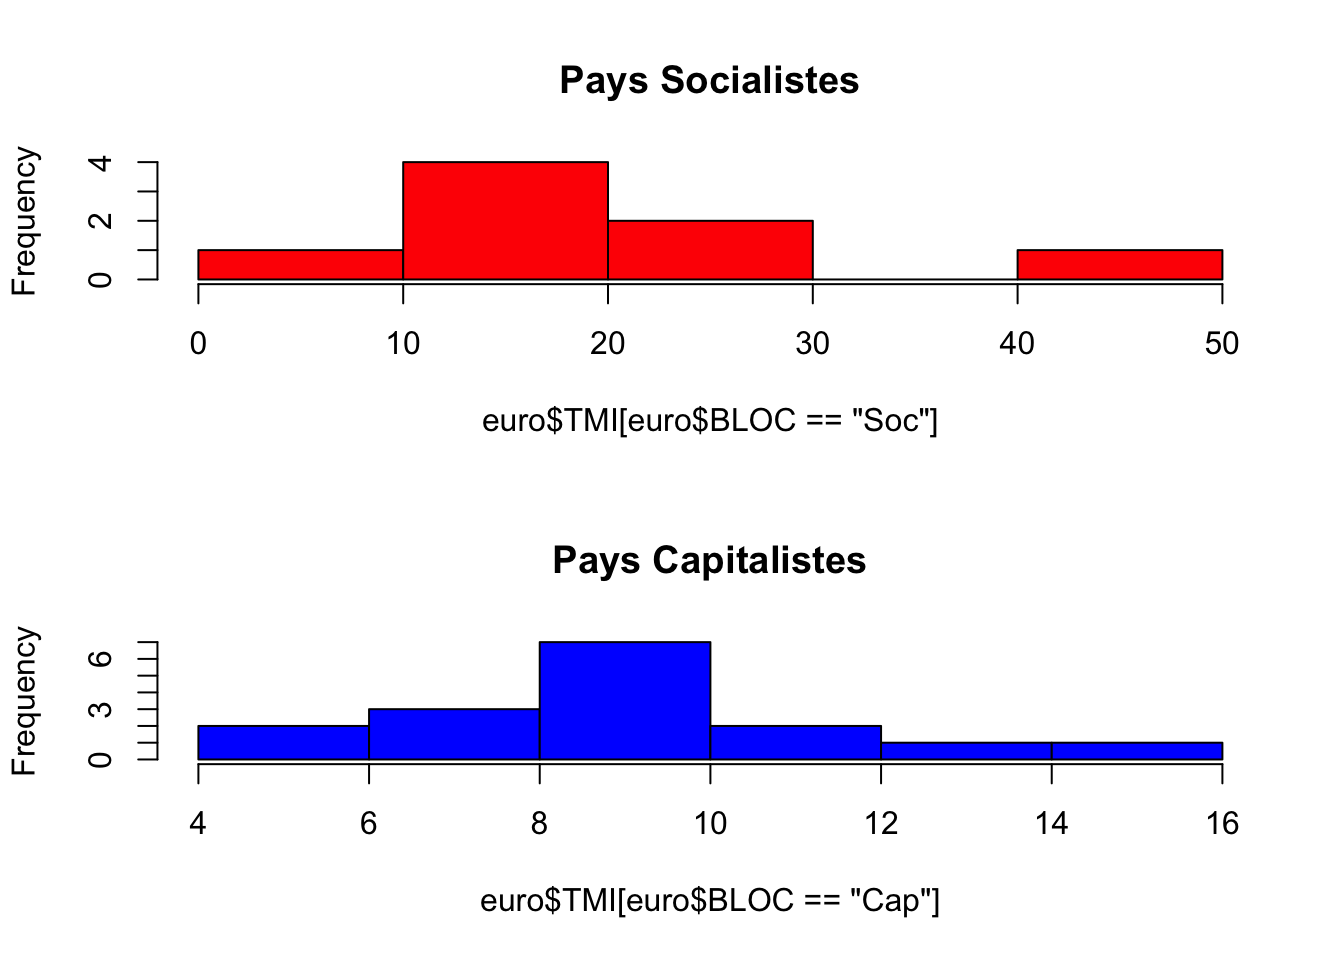 Pays Socialistes
Frequency
4
2
0
0 10 20 30 40 50
euro$TMI[euro$BLOC == "Soc"]
Pays Capitalistes
Frequency
6
3
0
4 6 8 10 12 14 16
euro$TMI[euro$BLOC == "Cap"]